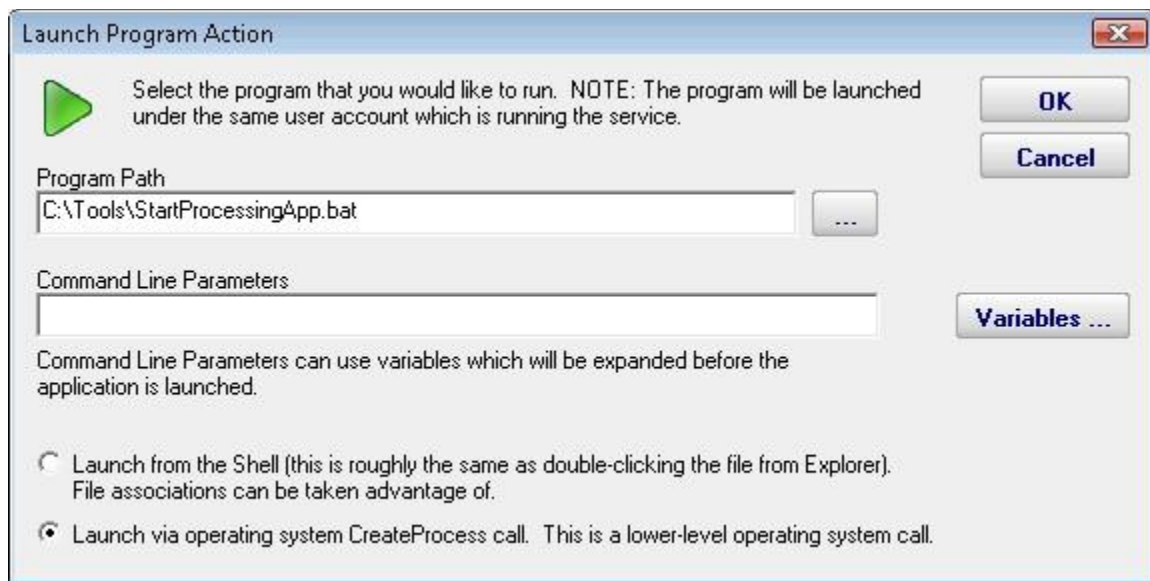 Launch Program Action
Select the program that you would like to run.  NOTE: The program will be launched
under the same user account which is running the service.
OK
Cancel
Program Path
C:\Tools\StartProcessingApp.bat
...
Command Line Parameters
Variables ...
Command Line Parameters can use variables which will be expanded before the
application is launched.
Launch from the Shell (this is roughly the same as double-clicking the file from Explorer).
File associations can be taken advantage of.
Launch via operating system CreateProcess call.  This is a lower-level operating system call.